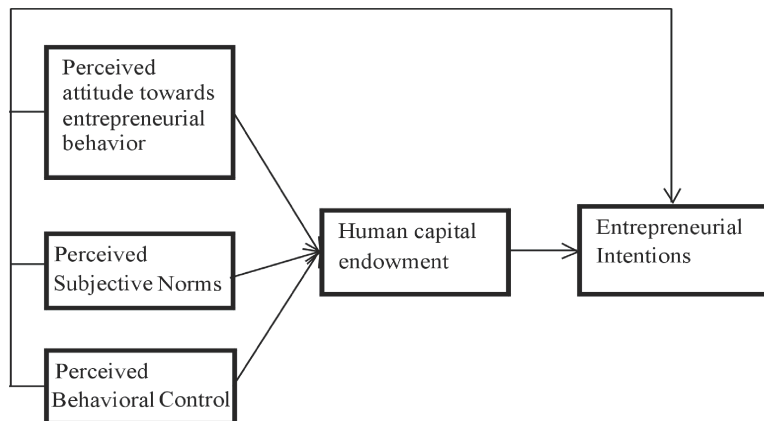 Perceived
attitude towards
entrepreneurial
behavior
Perceived
Subjective Norms
Perceived
Behavioral Control
Human capital
endowment
Entrepreneurial
Intentions